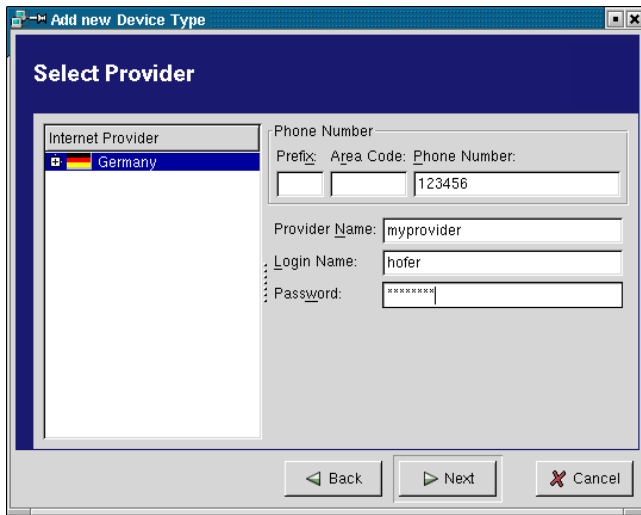 Add new Device Type
Select Provider
Internet Provider
Germany
Phone Number
Prefix: Area Code: Phone Number:
123456
Provider Name: myprovider
Login Name: hofer
Password: ********
Back Next Cancel